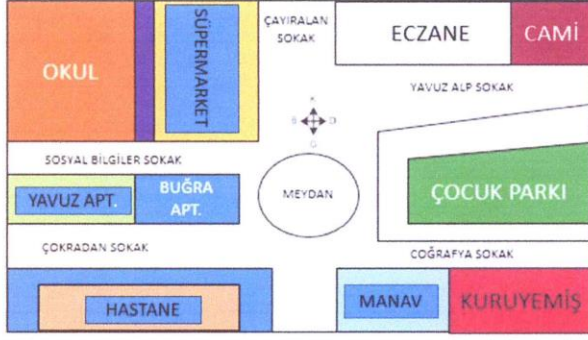 OKUL
SÜPERMARKET
ÇAYIRALAN
SOKAK
ECZANE
CAMİ
YAVUZ ALP SOKAK
K
B
D
G
SOSYAL BİLGİLER SOKAK
YAVUZ APT.
BUĞRA
APT.
MEYDAN
ÇOCUK PARKI
ÇOKRADAN SOKAK
COĞRAFYA SOKAK
HASTANE
MANAV
KURUYEMİŞ